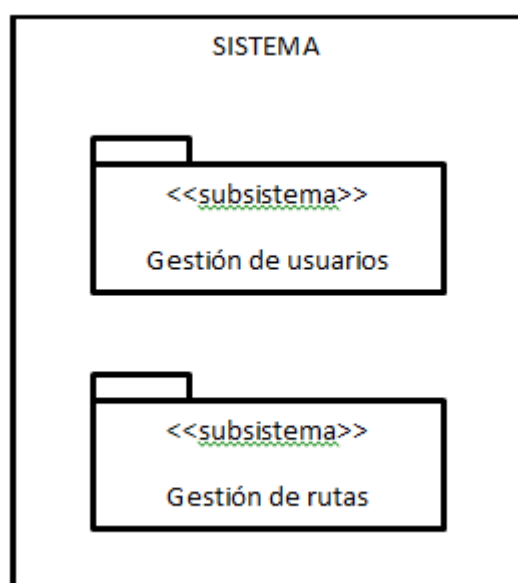 SISTEMA
<<subsistema>>
Gestión de usuarios
<<subsistema>>
Gestión de rutas